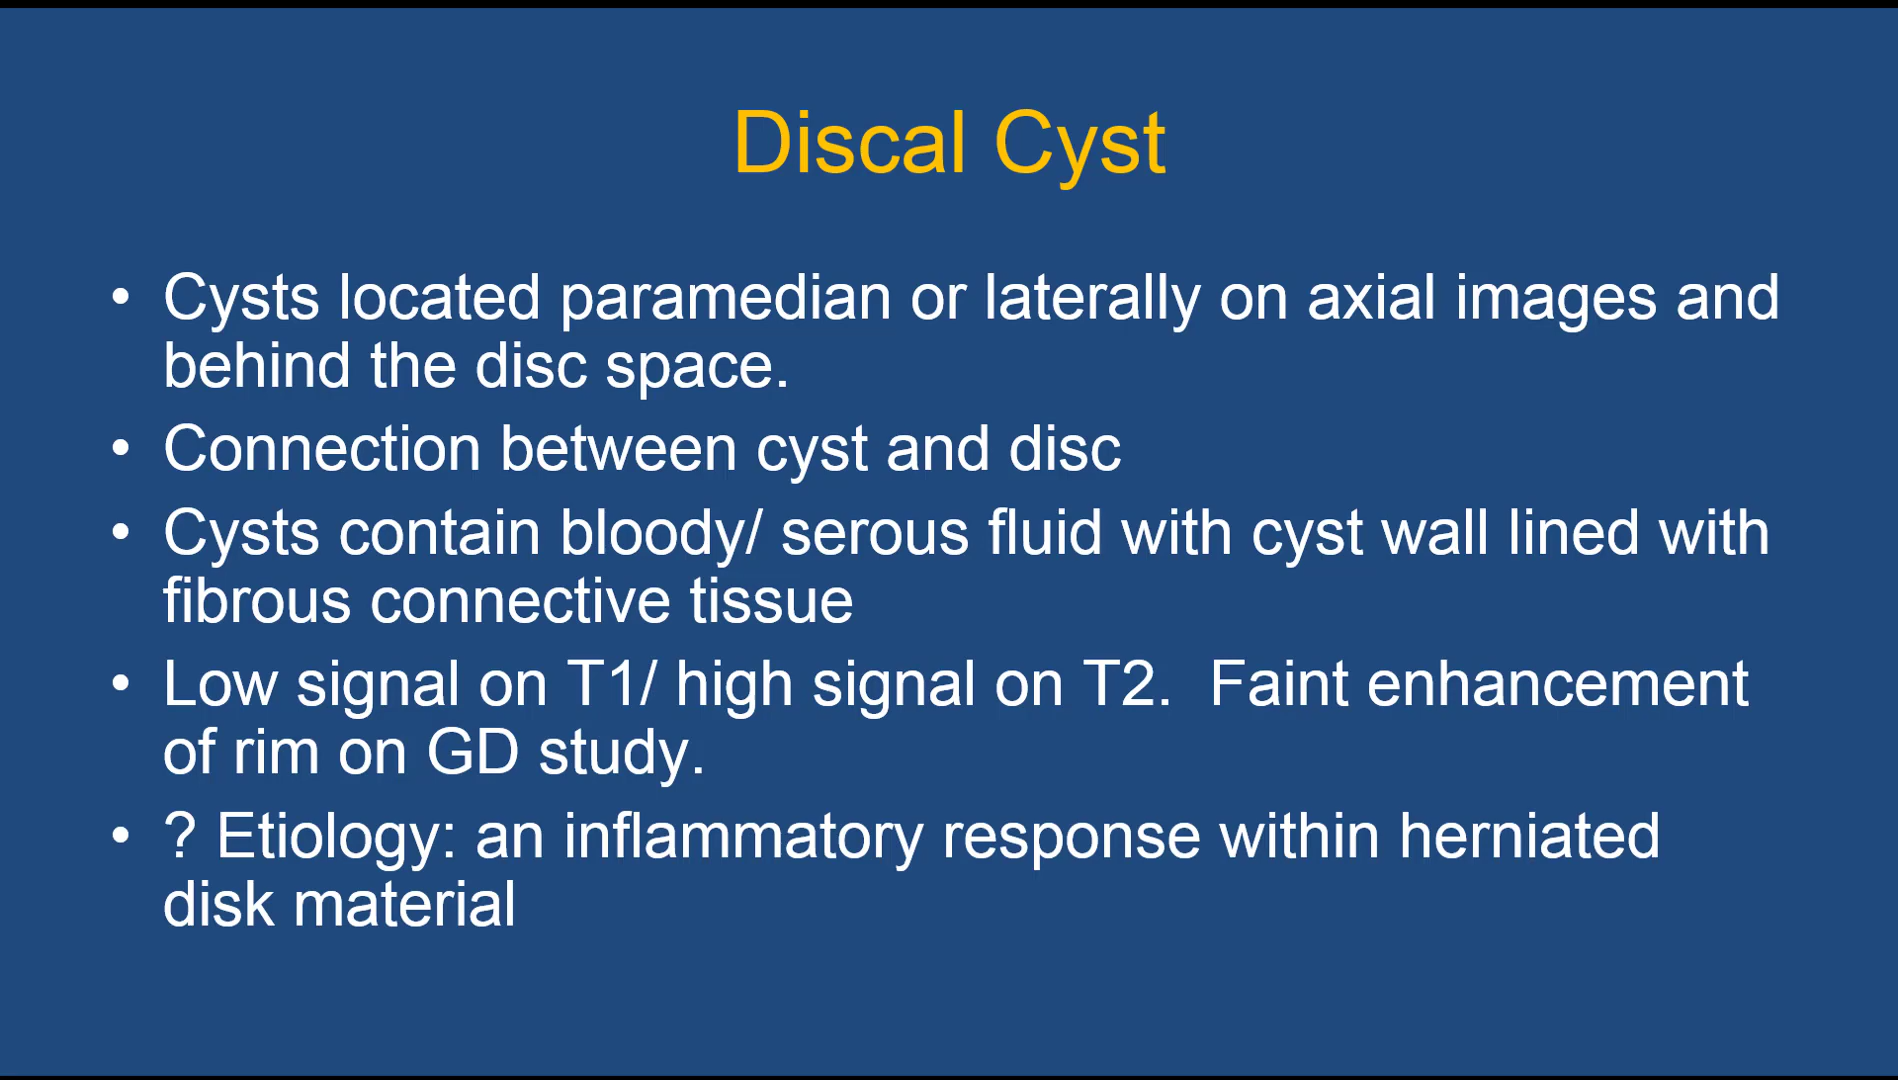 Discal Cyst
• Cysts located paramedian or laterally on axial images and
behind the disc space.
• Connection between cyst and disc
• Cysts contain bloody/ serous fluid with cyst wall lined with
fibrous connective tissue
• Low signal on T1/ high signal on T2.  Faint enhancement
of rim on GD study.
• ? Etiology: an inflammatory response within herniated
disk material